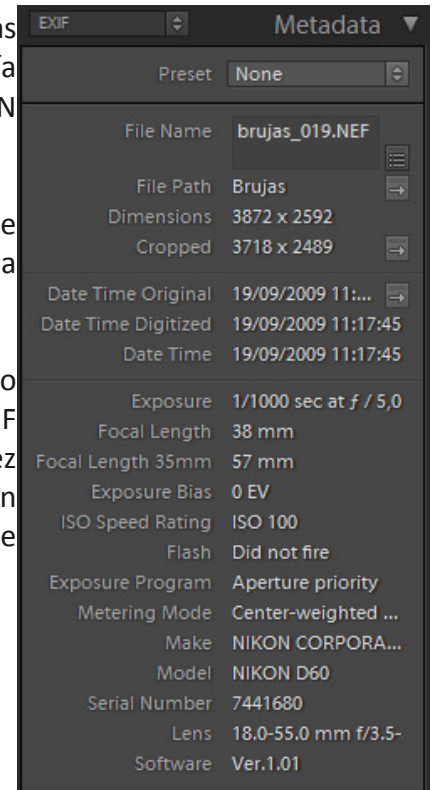 EXIF Metadata
Preset None
File Name brujas_019.NEF
File Path Brujas
Dimensions 3872 x 2592
Cropped 3718 x 2489
Date Time Original 19/09/2009 11:...
Date Time Digitized 19/09/2009 11:17:45
Date Time 19/09/2009 11:17:45
Exposure 1/1000 sec at ƒ / 5,0
Focal Length 38 mm
Focal Length 35mm 57 mm
Exposure Bias 0 EV
ISO Speed Rating ISO 100
Flash Did not fire
Exposure Program Aperture priority
Metering Mode Center-weighted ...
Make NIKON CORPORA...
Model NIKON D60
Serial Number 7441680
Lens 18.0-55.0 mm f/3.5-
Software Ver.1.01